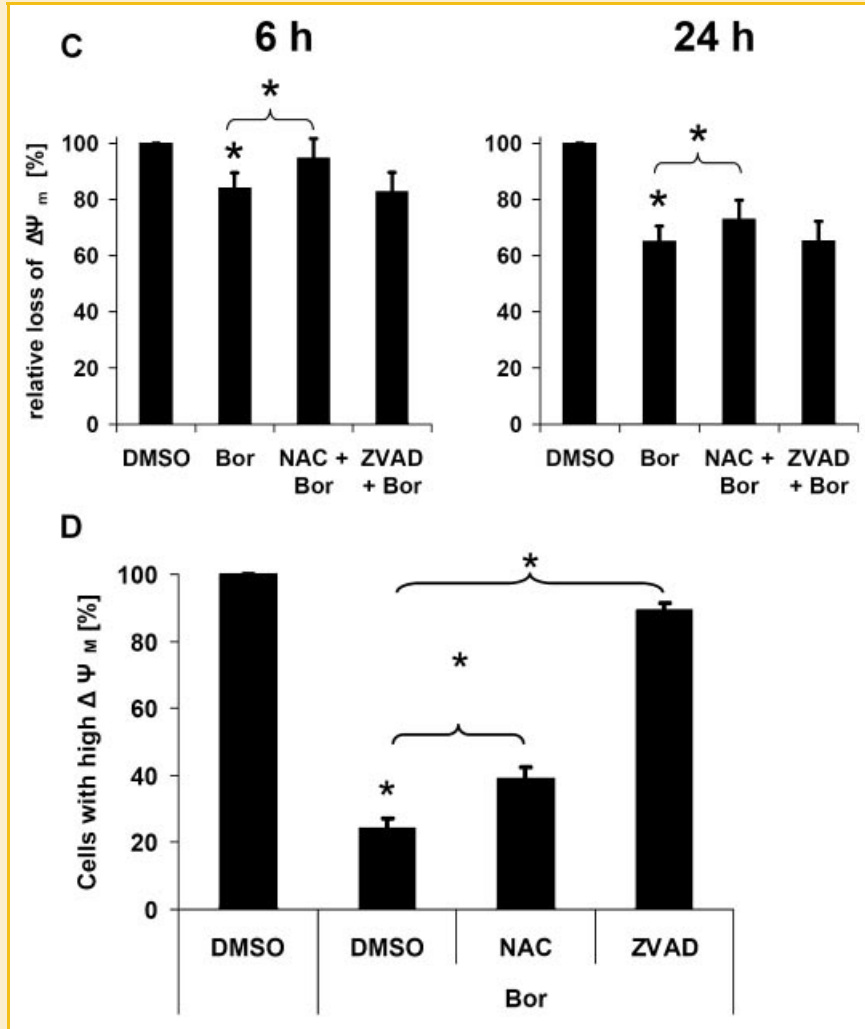 C
6 h
24 h
relative loss of ΔΨ m [%]
100
80
60
40
20
0
*
*
DMSO
Bor
NAC +
Bor
ZVAD
+ Bor
100
80
60
40
20
0
*
*
DMSO
Bor
NAC +
Bor
ZVAD
+ Bor
D
Cells with high Δ Ψ M [%]
100
80
60
40
20
0
*
*
*
DMSO
DMSO
NAC
ZVAD
Bor